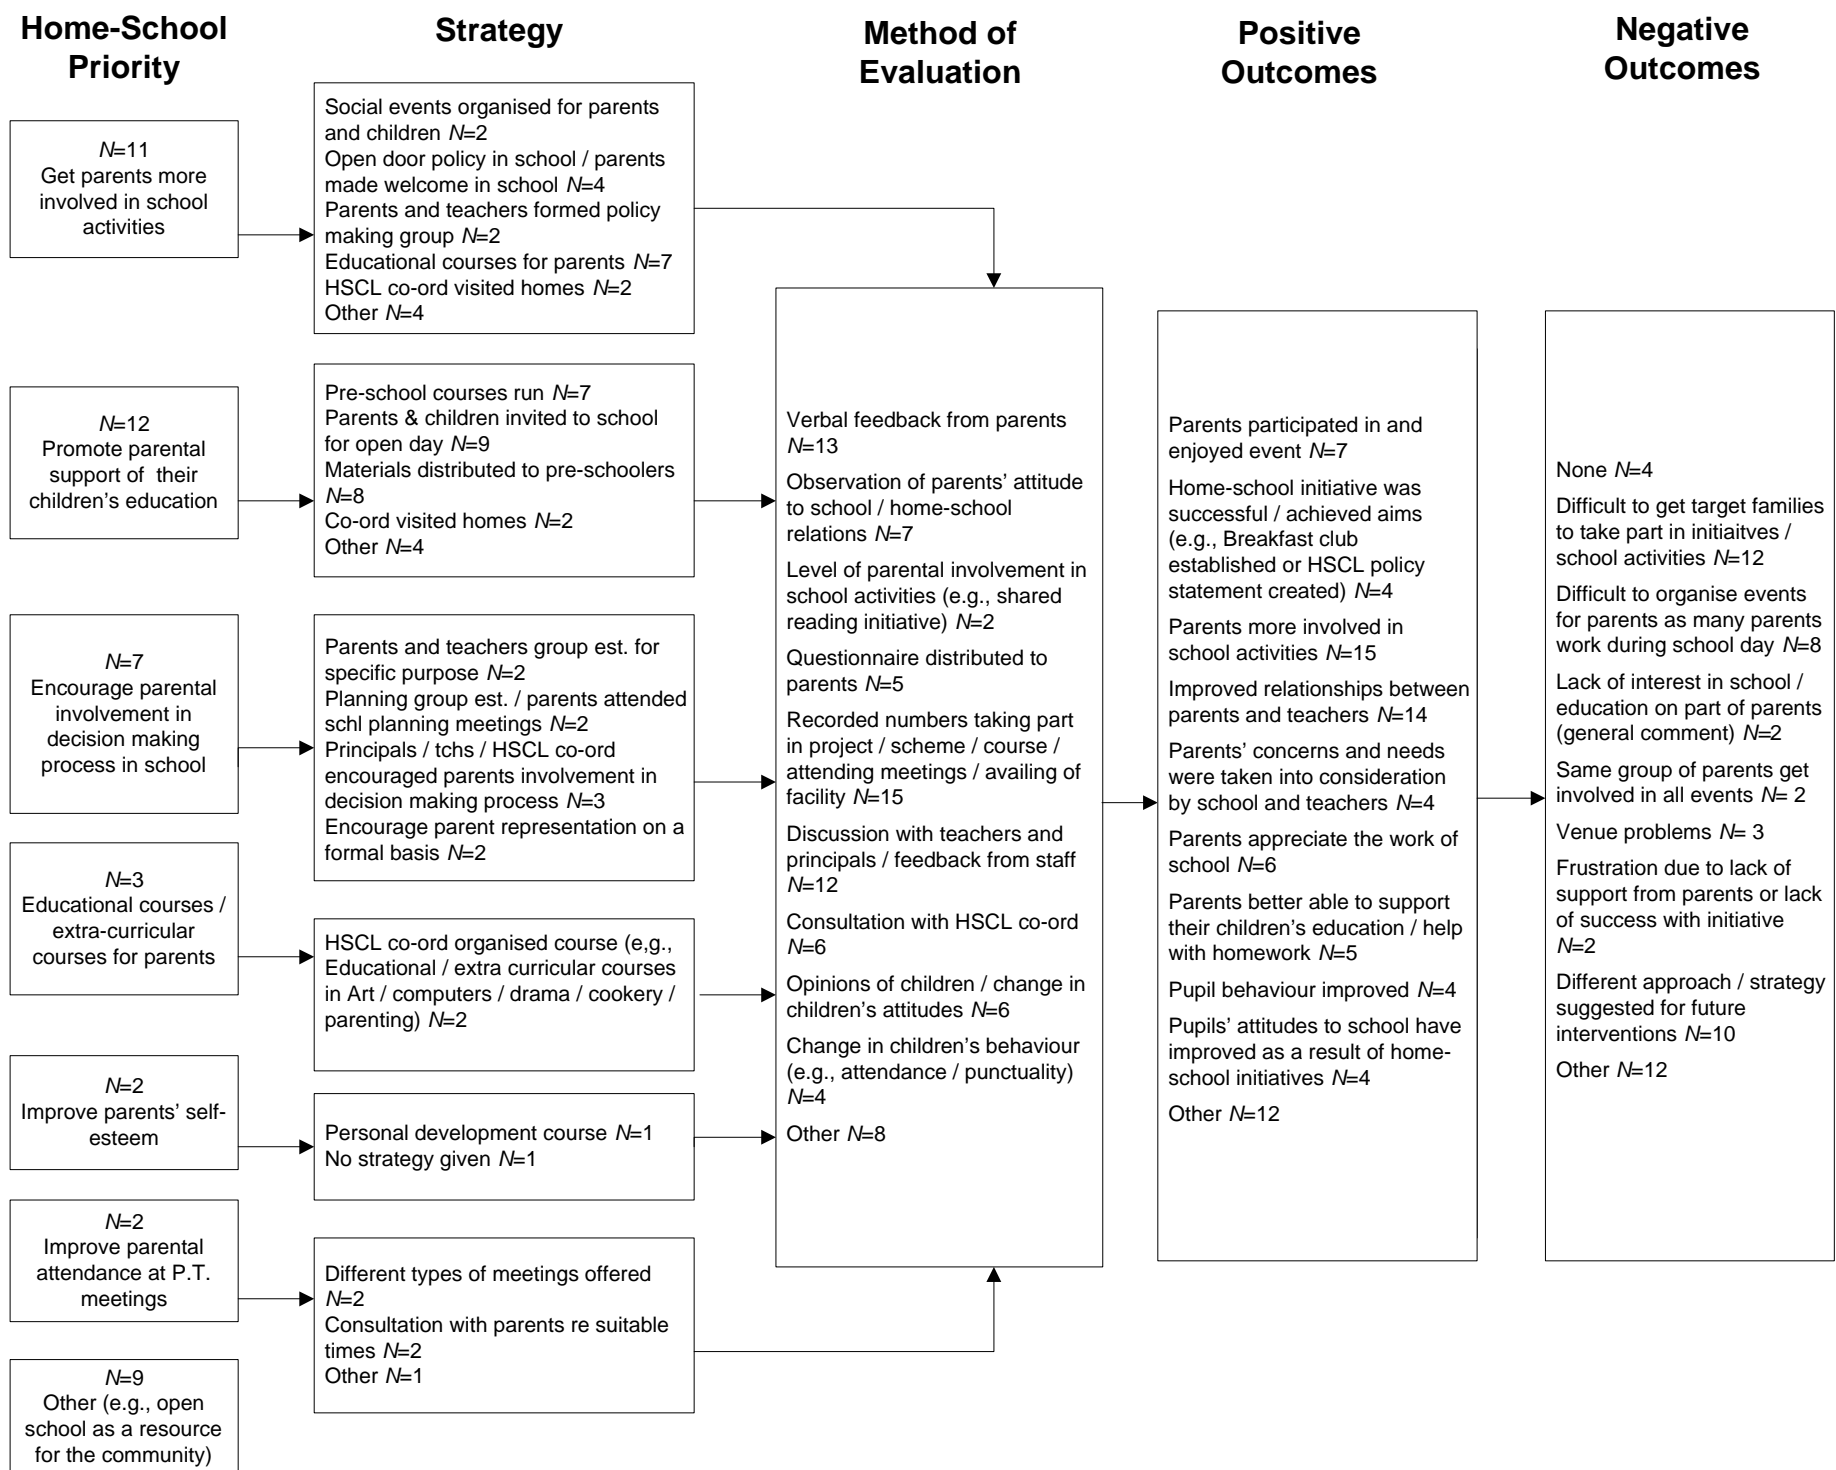 Home-School
Priority
Strategy
Method of
Evaluation
Positive
Outcomes
Negative
Outcomes
N=11
Get parents more
involved in school
activities
N=12
Promote parental
support of their
children's education
N=7
Encourage parental
involvement in
decision making
process in school
N=3
Educational courses /
extra-curricular
courses for parents
N=2
Improve parents' self-
esteem
N=2
Improve parental
attendance at P.T.
meetings
N=9
Other (e.g., open
school as a resource
for the community)
Social events organised for parents
and children N=2
Open door policy in school / parents
made welcome in school N=4
Parents and teachers formed policy
making group N=2
Educational courses for parents N=7
HSCL co-ord visited homes N=2
Other N=4
Pre-school courses run N=7
Parents & children invited to school
for open day N=9
Materials distributed to pre-schoolers
N=8
Co-ord visited homes N=2
Other N=4
Parents and teachers group est. for
specific purpose N=2
Planning group est. / parents attended
schl planning meetings N=2
Principals / tchs / HSCL co-ord
encouraged parents involvement in
decision making process N=3
Encourage parent representation on a
formal basis N=2
HSCL co-ord organised course (e,g.,
Educational / extra curricular courses
in Art / computers / drama / cookery /
parenting) N=2
Personal development course N=1
No strategy given N=1
Different types of meetings offered
N=2
Consultation with parents re suitable
times N=2
Other N=1
Verbal feedback from parents
N=13
Observation of parents' attitude
to school / home-school
relations N=7
Level of parental involvement in
school activities (e.g., shared
reading initiative) N=2
Questionnaire distributed to
parents N=5
Recorded numbers taking part
in project / scheme / course /
attending meetings / availing of
facility N=15
Discussion with teachers and
principals / feedback from staff
N=12
Consultation with HSCL co-ord
N=6
Opinions of children / change in
children's attitudes N=6
Change in children's behaviour
(e.g., attendance / punctuality)
N=4
Other N=8
Parents participated in and
enjoyed event N=7
Home-school initiative was
successful / achieved aims
(e.g., Breakfast club
established or HSCL policy
statement created) N=4
Parents more involved in
school activities N=15
Improved relationships between
parents and teachers N=14
Parents' concerns and needs
were taken into consideration
by school and teachers N=4
Parents appreciate the work of
school N=6
Parents better able to support
their children's education / help
with homework N=5
Pupil behaviour improved N=4
Pupils' attitudes to school have
improved as a result of home-
school initiatives N=4
Other N=12
None N=4
Difficult to get target families
to take part in initiaitves /
school activities N=12
Difficult to organise events
for parents as many parents
work during school day N=8
Lack of interest in school /
education on part of parents
(general comment) N=2
Same group of parents get
involved in all events N= 2
Venue problems N= 3
Frustration due to lack of
support from parents or lack
of success with initiative
N=2
Different approach / strategy
suggested for future
interventions N=10
Other N=12